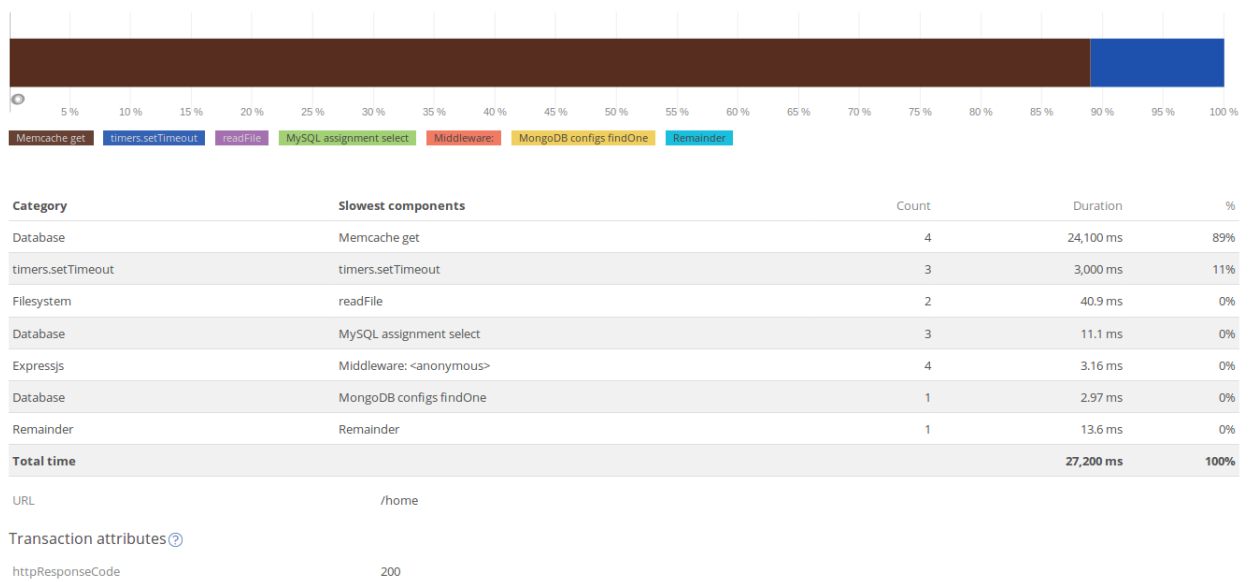 5 % 10 % 15 % 20 % 25 % 30 % 35 % 40 % 45 % 50 % 55 % 60 % 65 % 70 % 75 % 80 % 85 % 90 % 95 % 100 %
Memcache get timers.setTimeout readFile MySQL assignment select Middleware: MongoDB configs findOne Remainder
Category Slowest components Count Duration %
Database Memcache get 4 24,100 ms 89%
timers.setTimeout timers.setTimeout 3 3,000 ms 11%
Filesystem readFile 2 40.9 ms 0%
Database MySQL assignment select 3 11.1 ms 0%
Expressjs Middleware: <anonymous> 4 3.16 ms 0%
Database MongoDB configs findOne 1 2.97 ms 0%
Remainder Remainder 1 13.6 ms 0%
Total time 27,200 ms 100%
URL /home
Transaction attributes ?
httpResponseCode 200